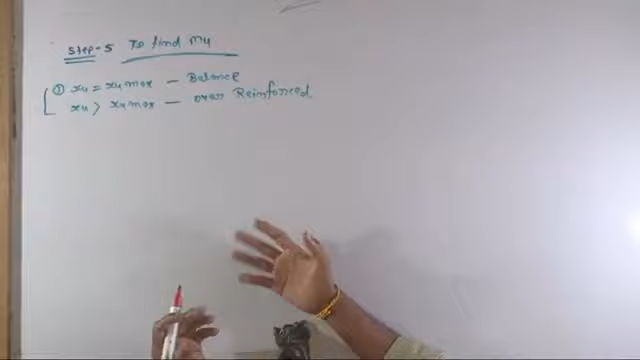 Step-5 To find Mu
① xu = xu max — Balance
xu > xu max — over Reinforced